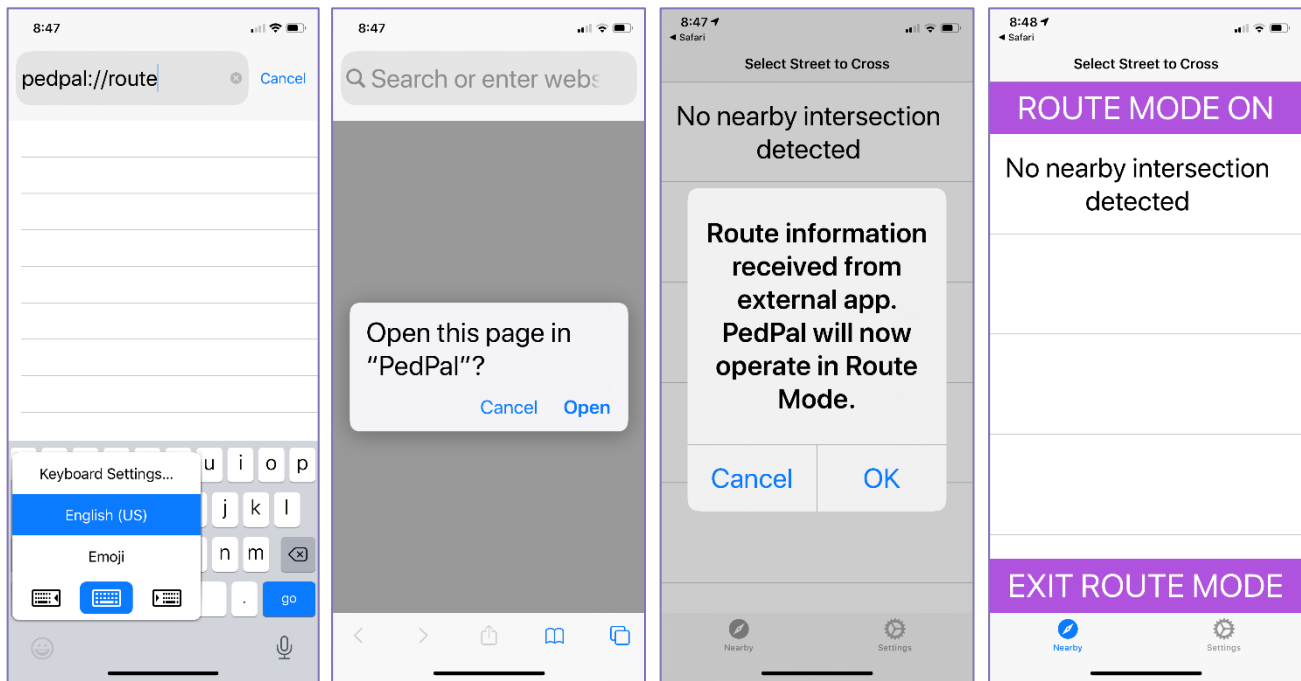 8:47
pedpal://route
Cancel
u i o p
Keyboard Settings...
j k l
English (US)
n m
Emoji
.
go
8:47
Search or enter webs
Open this page in
“PedPal”?
Cancel Open
8:47
Safari
Select Street to Cross
No nearby intersection
detected
Route information
received from
external app.
PedPal will now
operate in Route
Mode.
Cancel OK
Nearby Settings
8:48
Safari
Select Street to Cross
ROUTE MODE ON
No nearby intersection
detected
EXIT ROUTE MODE
Nearby Settings